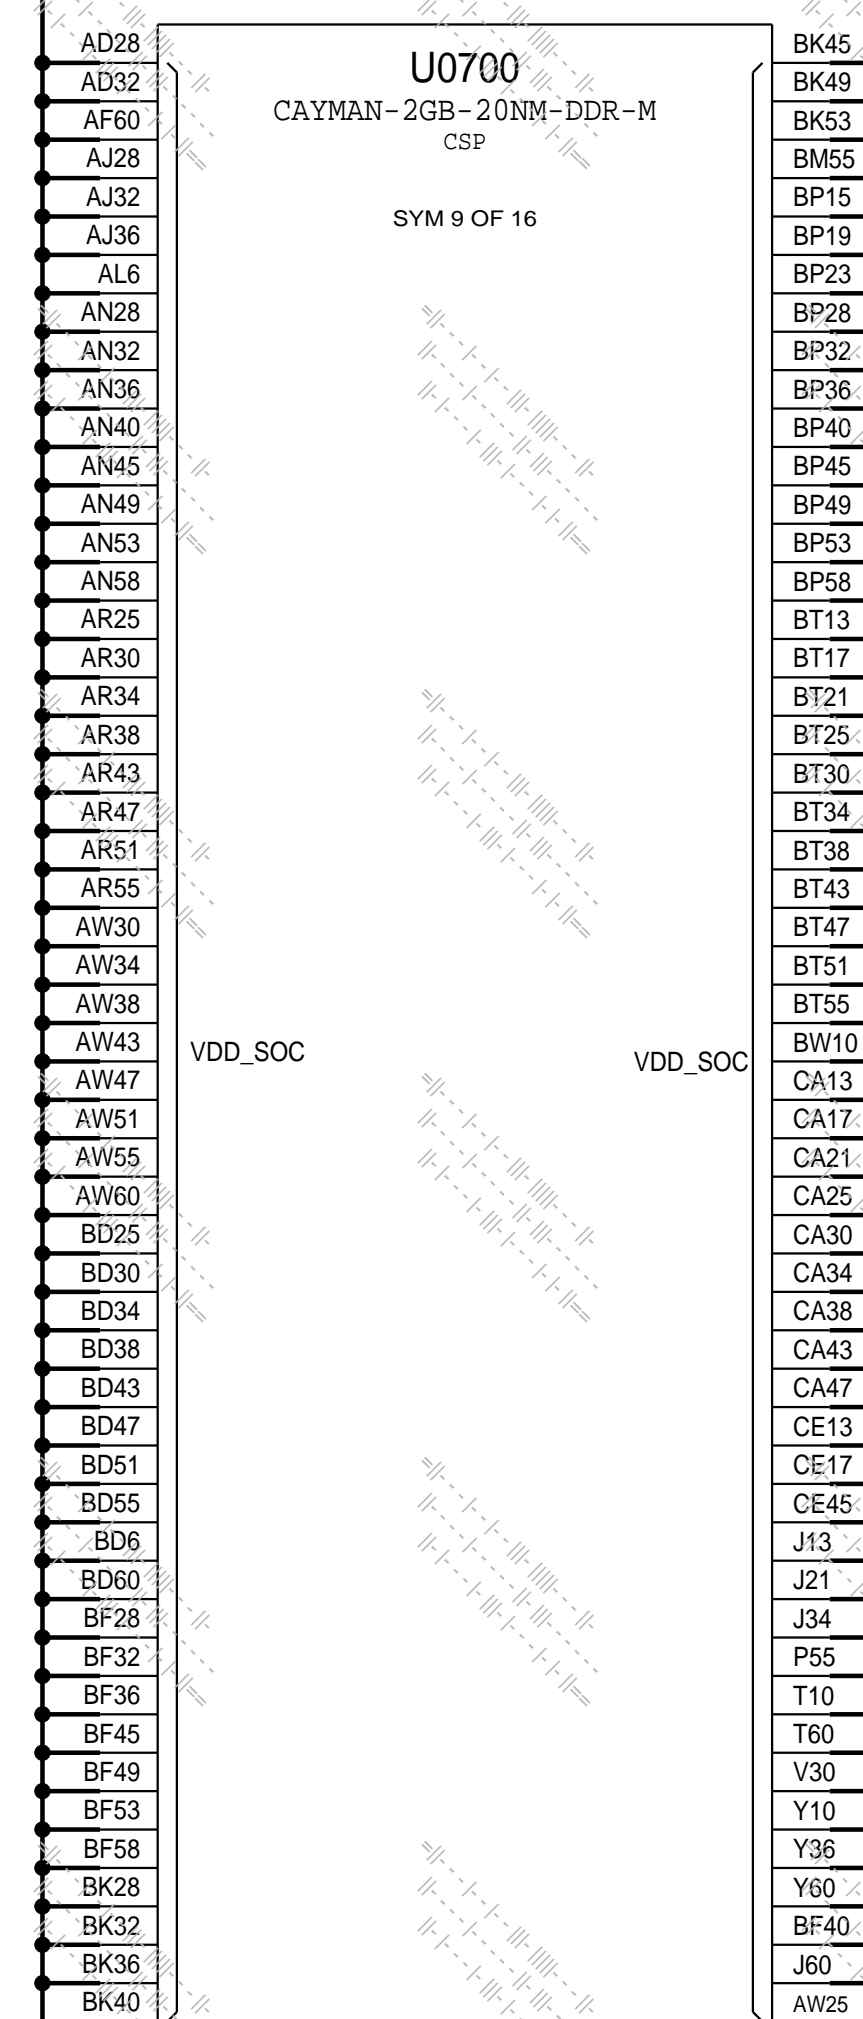 U0700
CAYMAN-2GB-20NM-DDR-M
CSP
SYM 9 OF 16
AD28
AD32
AF60
AJ28
AJ32
AJ36
AL6
AN28
AN32
AN36
AN40
AN45
AN49
AN53
AN58
AR25
AR30
AR34
AR38
AR43
AR47
AR51
AR55
AW30
AW34
AW38
AW43
AW47
AW51
AW55
AW60
BD25
BD30
BD34
BD38
BD43
BD47
BD51
BD55
BD6
BD60
BF28
BF32
BF36
BF45
BF49
BF53
BF58
BK28
BK32
BK36
BK40
VDD_SOC
VDD_SOC
BK45
BK49
BK53
BM55
BP15
BP19
BP23
BP28
BP32
BP36
BP40
BP45
BP49
BP53
BP58
BT13
BT17
BT21
BT25
BT30
BT34
BT38
BT43
BT47
BT51
BT55
BW10
CA13
CA17
CA21
CA25
CA30
CA34
CA38
CA43
CA47
CE13
CE17
CE45
J13
J21
J34
P55
T10
T60
V30
Y10
Y36
Y60
BF40
J60
AW25